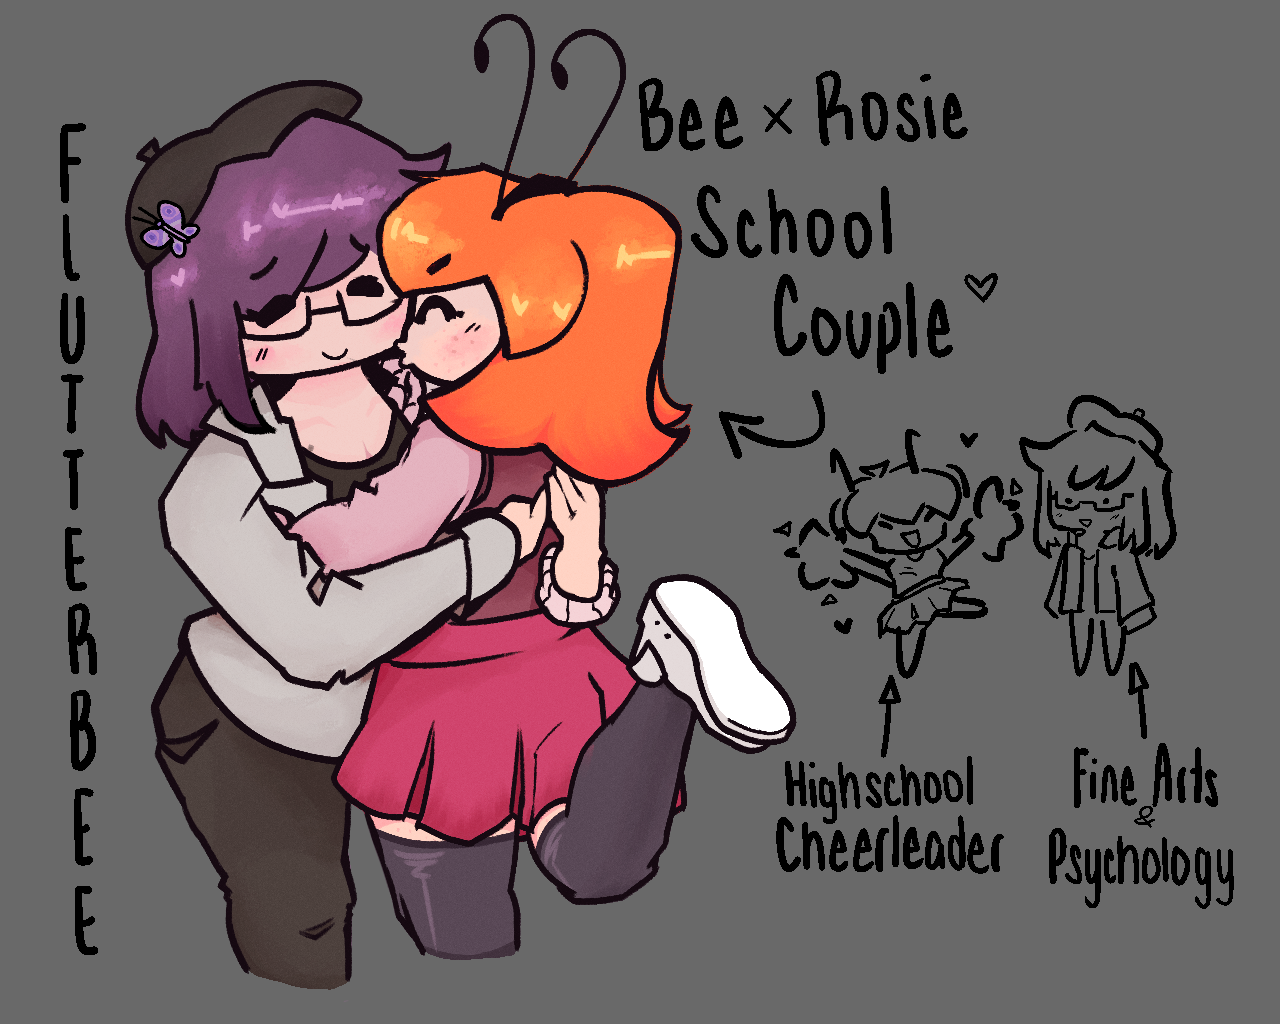 FLUTTERBEE
Bee x Rosie
School
Couple ♡
Highschool
Cheerleader
Fine Arts
&
Psychology